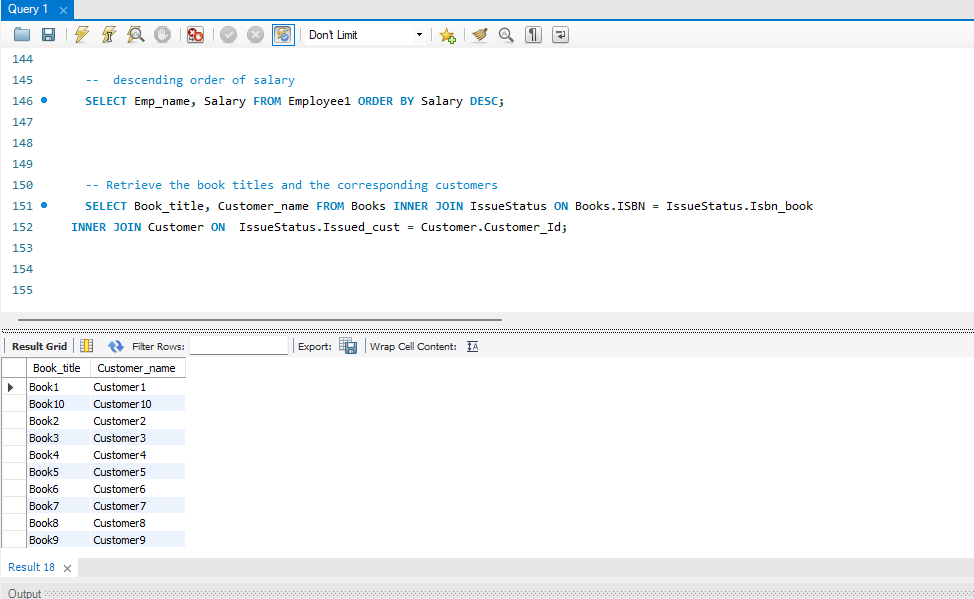 Query 1
Don't Limit
144
145 -- descending order of salary
146 SELECT Emp_name, Salary FROM Employee1 ORDER BY Salary DESC;
147
148
149
150 -- Retrieve the book titles and the corresponding customers
151 SELECT Book_title, Customer_name FROM Books INNER JOIN IssueStatus ON Books.ISBN = IssueStatus.Isbn_book
152 INNER JOIN Customer ON  IssueStatus.Issued_cust = Customer.Customer_Id;
153
154
155
Result Grid Filter Rows: Export: Wrap Cell Content:
Book_title Customer_name
Book1 Customer1
Book10 Customer10
Book2 Customer2
Book3 Customer3
Book4 Customer4
Book5 Customer5
Book6 Customer6
Book7 Customer7
Book8 Customer8
Book9 Customer9
Result 18
Output